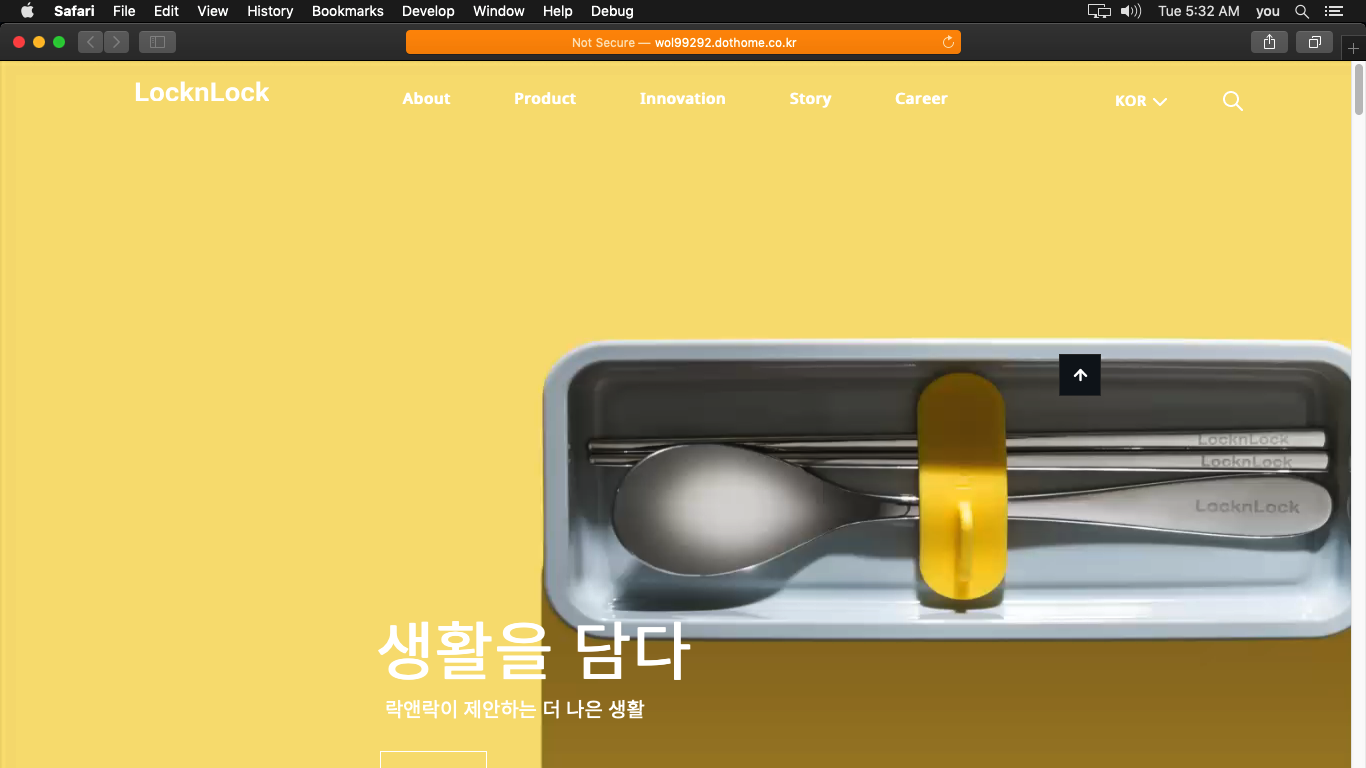 Safari File Edit View History Bookmarks Develop Window Help Debug Tue 5:32 AM you
Not Secure — wol99292.dothome.co.kr
LocknLock About Product Innovation Story Career KOR
LocknLock
LocknLock
LocknLock
생활을 담다
락앤락이 제안하는 더 나은 생활